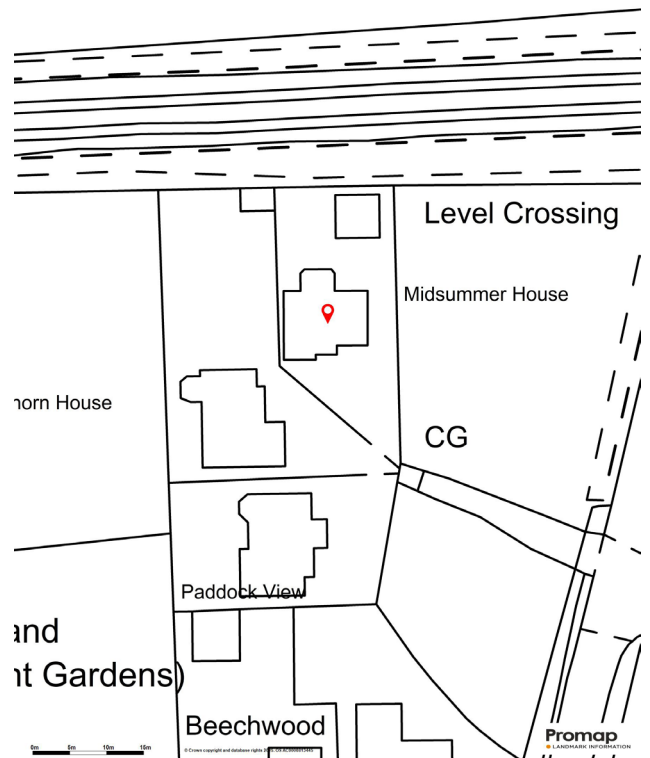 Level Crossing
Midsummer House
horn House
CG
Paddock View
and
nt Gardens)
Beechwood
0m 5m 10m 15m
Promap
LANDMARK INFORMATION